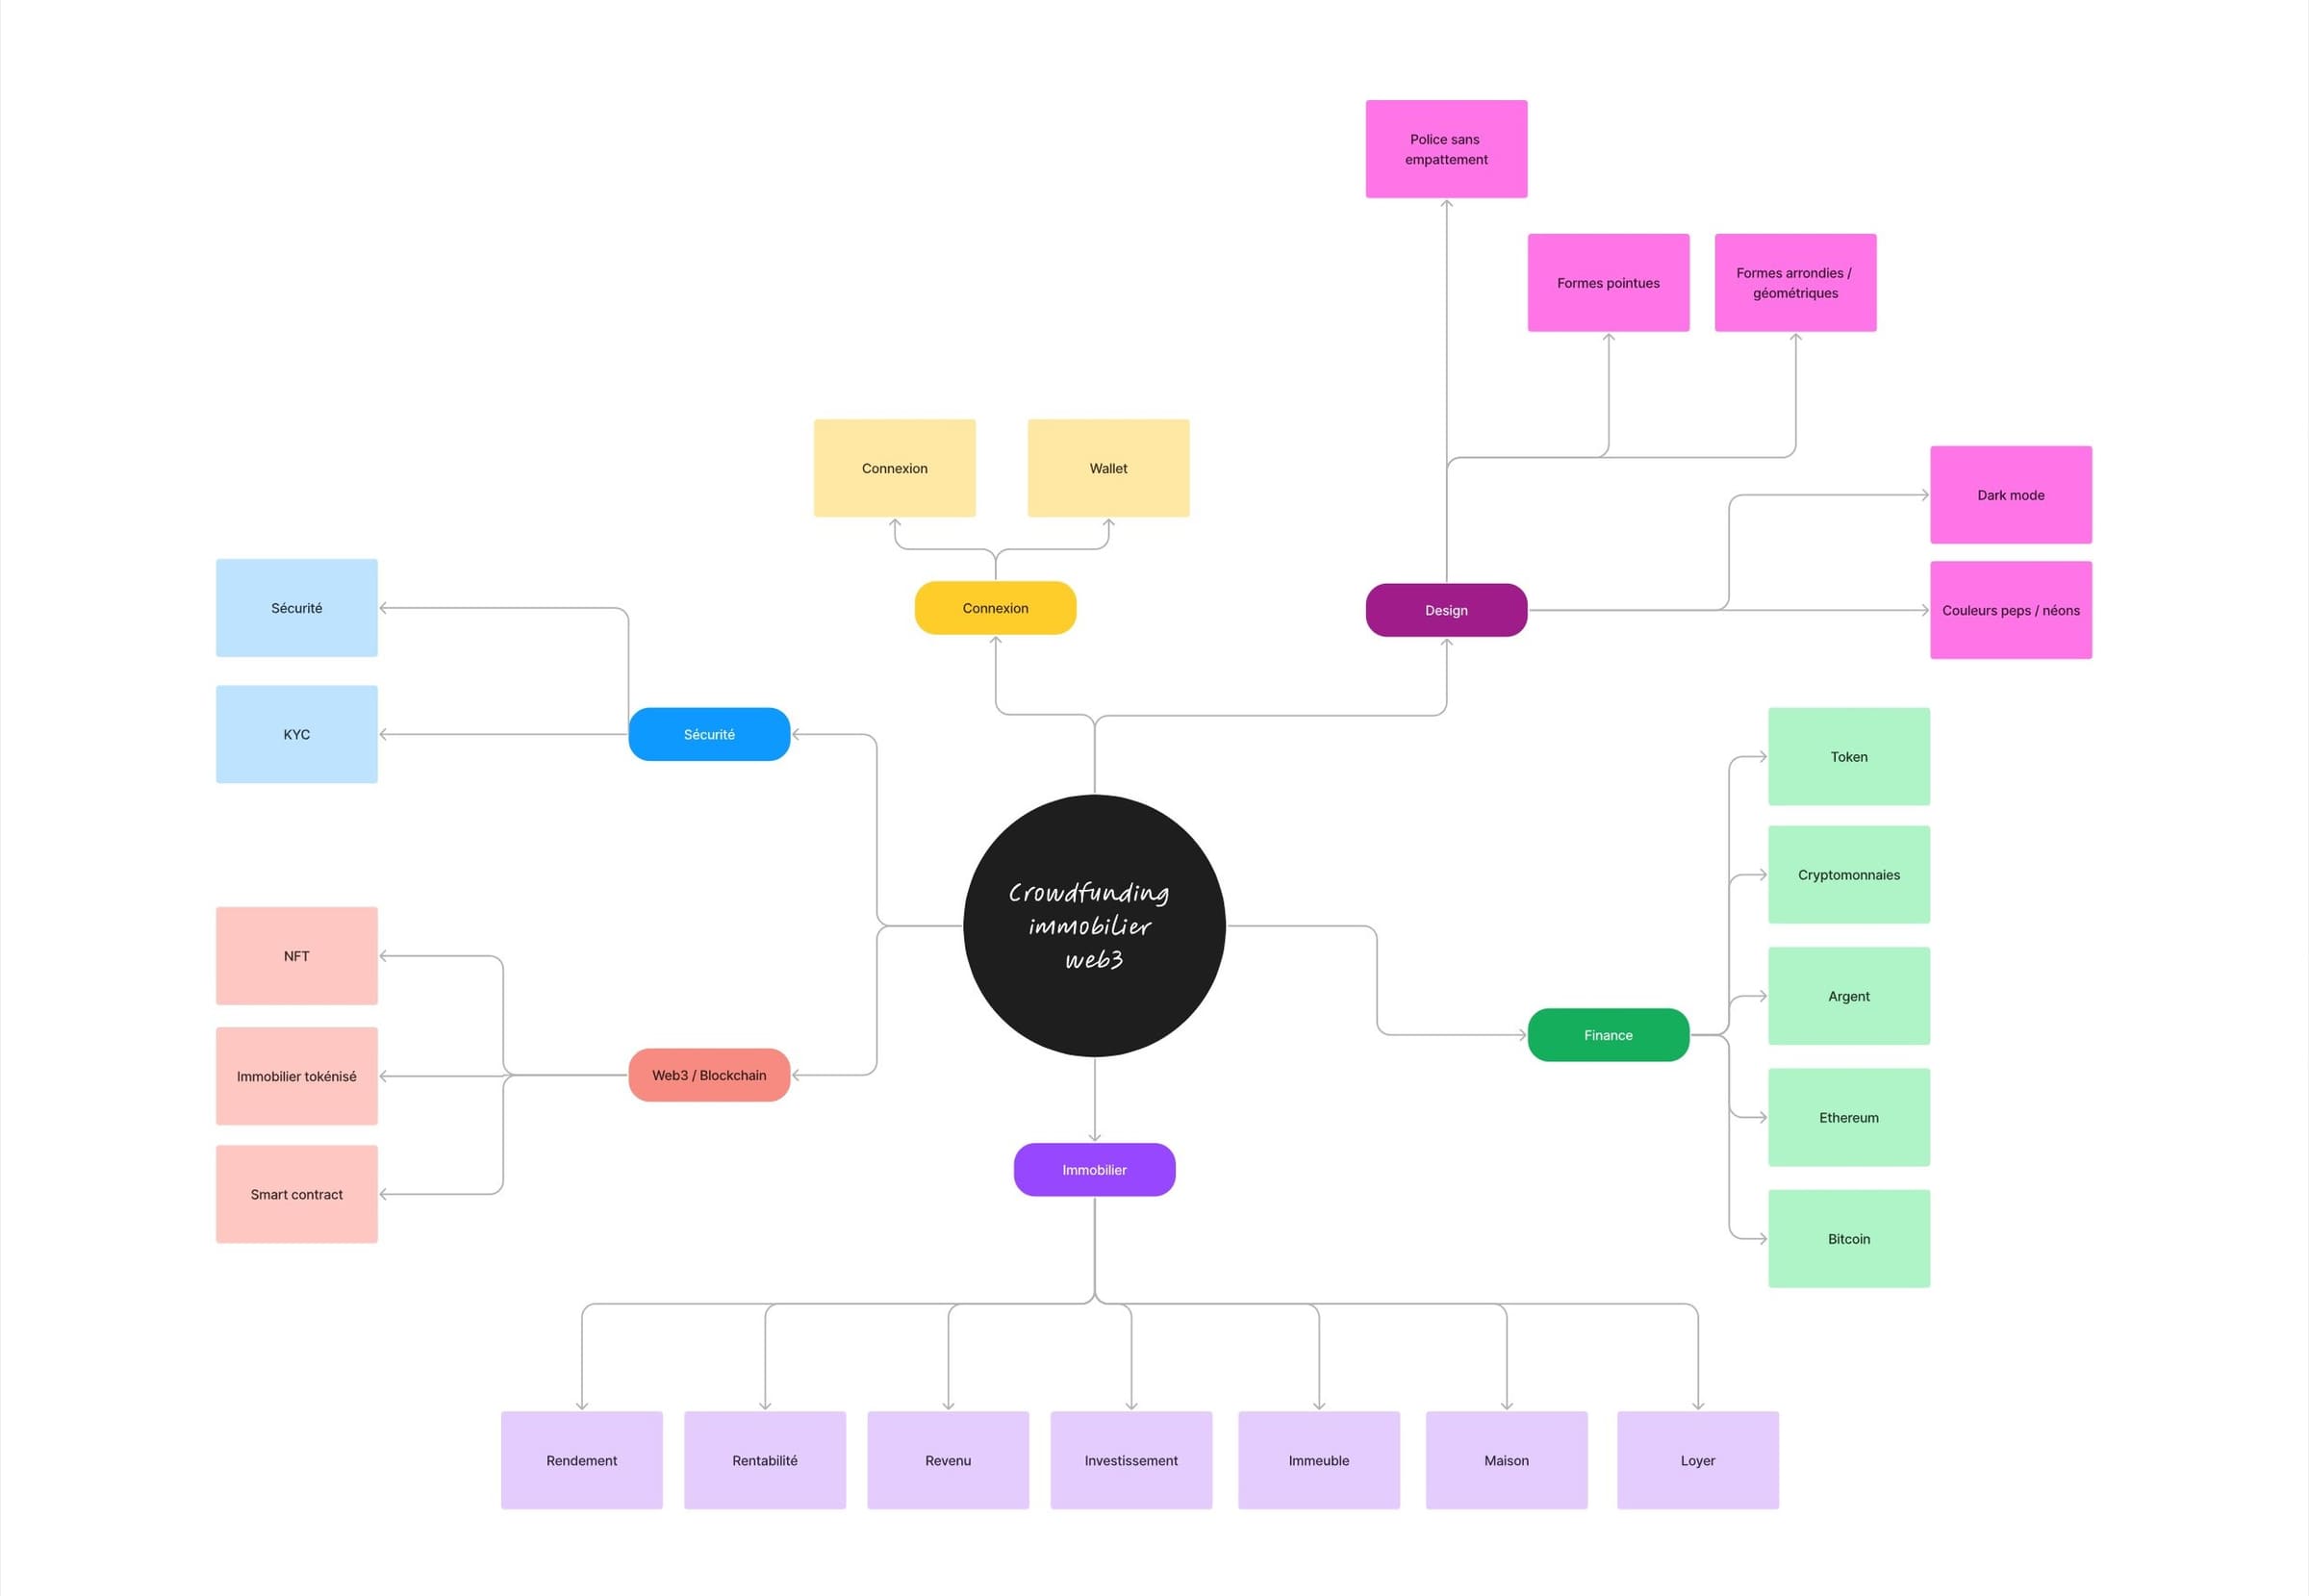 Police sans
empattement
Formes pointues
Formes arrondies /
géométriques
Connexion
Wallet
Dark mode
Connexion
Design
Couleurs peps / néons
Sécurité
KYC
Sécurité
Token
Cryptomonnaies
Crowdfunding
immobilier
web3
NFT
Immobilier tokénisé
Smart contract
Web3 / Blockchain
Argent
Finance
Ethereum
Bitcoin
Immobilier
Rendement
Rentabilité
Revenu
Investissement
Immeuble
Maison
Loyer